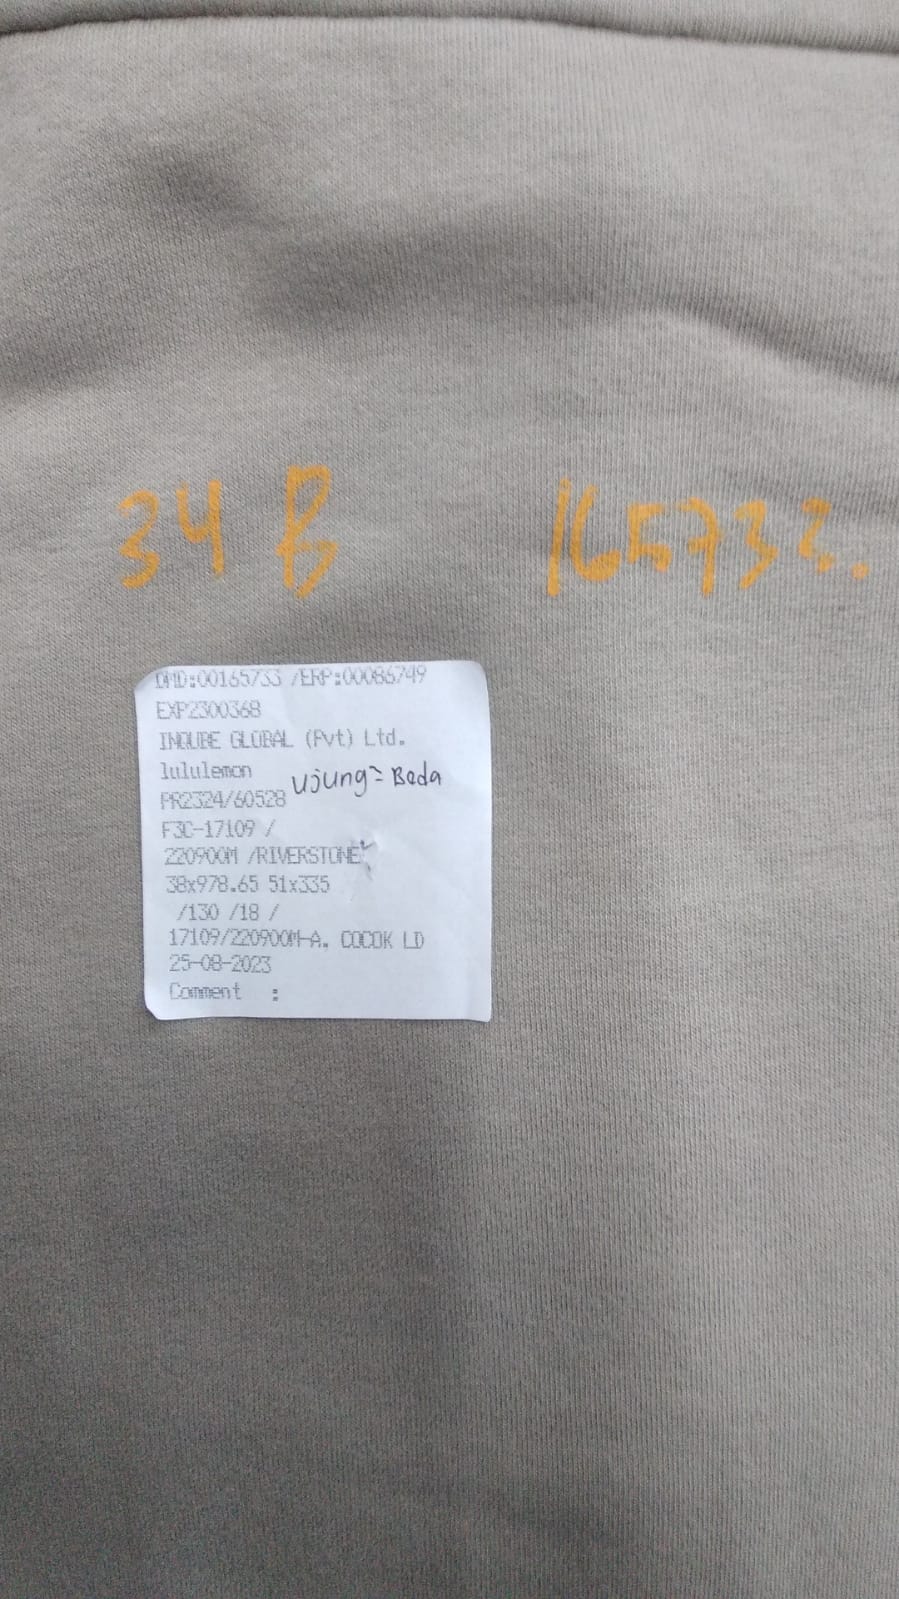 34 B 165733.
DMD:00165733 /ERP:00086749
EXP2300368
INQUBE GLOBAL (Pvt) Ltd.
lululemon
ujung² Beda
PR2324/60528
F3C-17109 /
220900M /RIVERSTONE
38x978.65 51x335
/130 /18 /
17109/220900M-A. COCOK LD
25-08-2023
Comment :